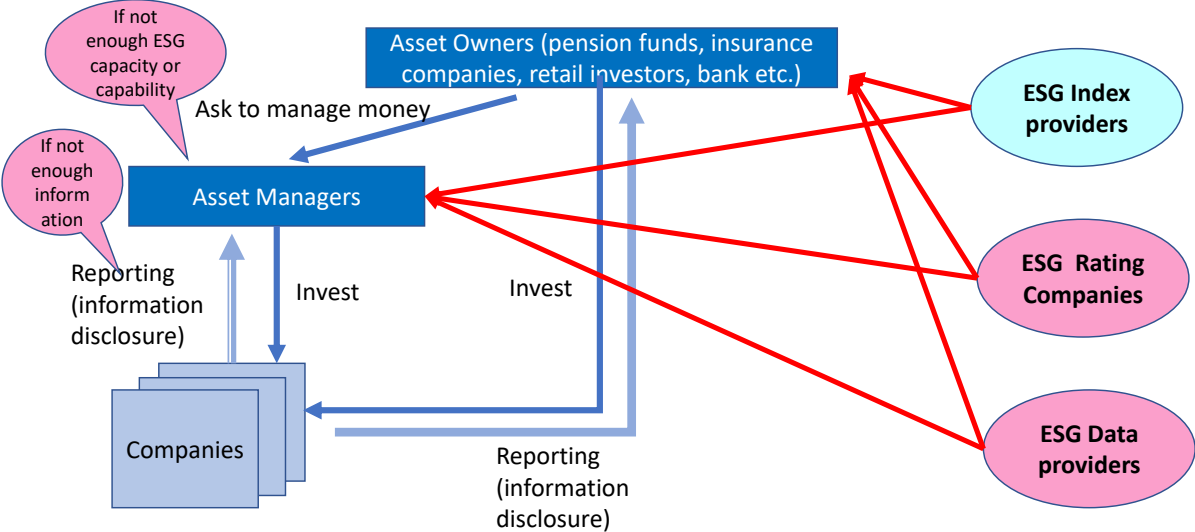 If not
enough ESG
capacity or
capability
Asset Owners (pension funds, insurance
companies, retail investors, bank etc.)
ESG Index
providers
Ask to manage money
If not
enough
inform
ation
Asset Managers
Reporting
(information
disclosure)
Invest
Invest
ESG  Rating
Companies
Companies
Reporting
(information
disclosure)
ESG Data
providers